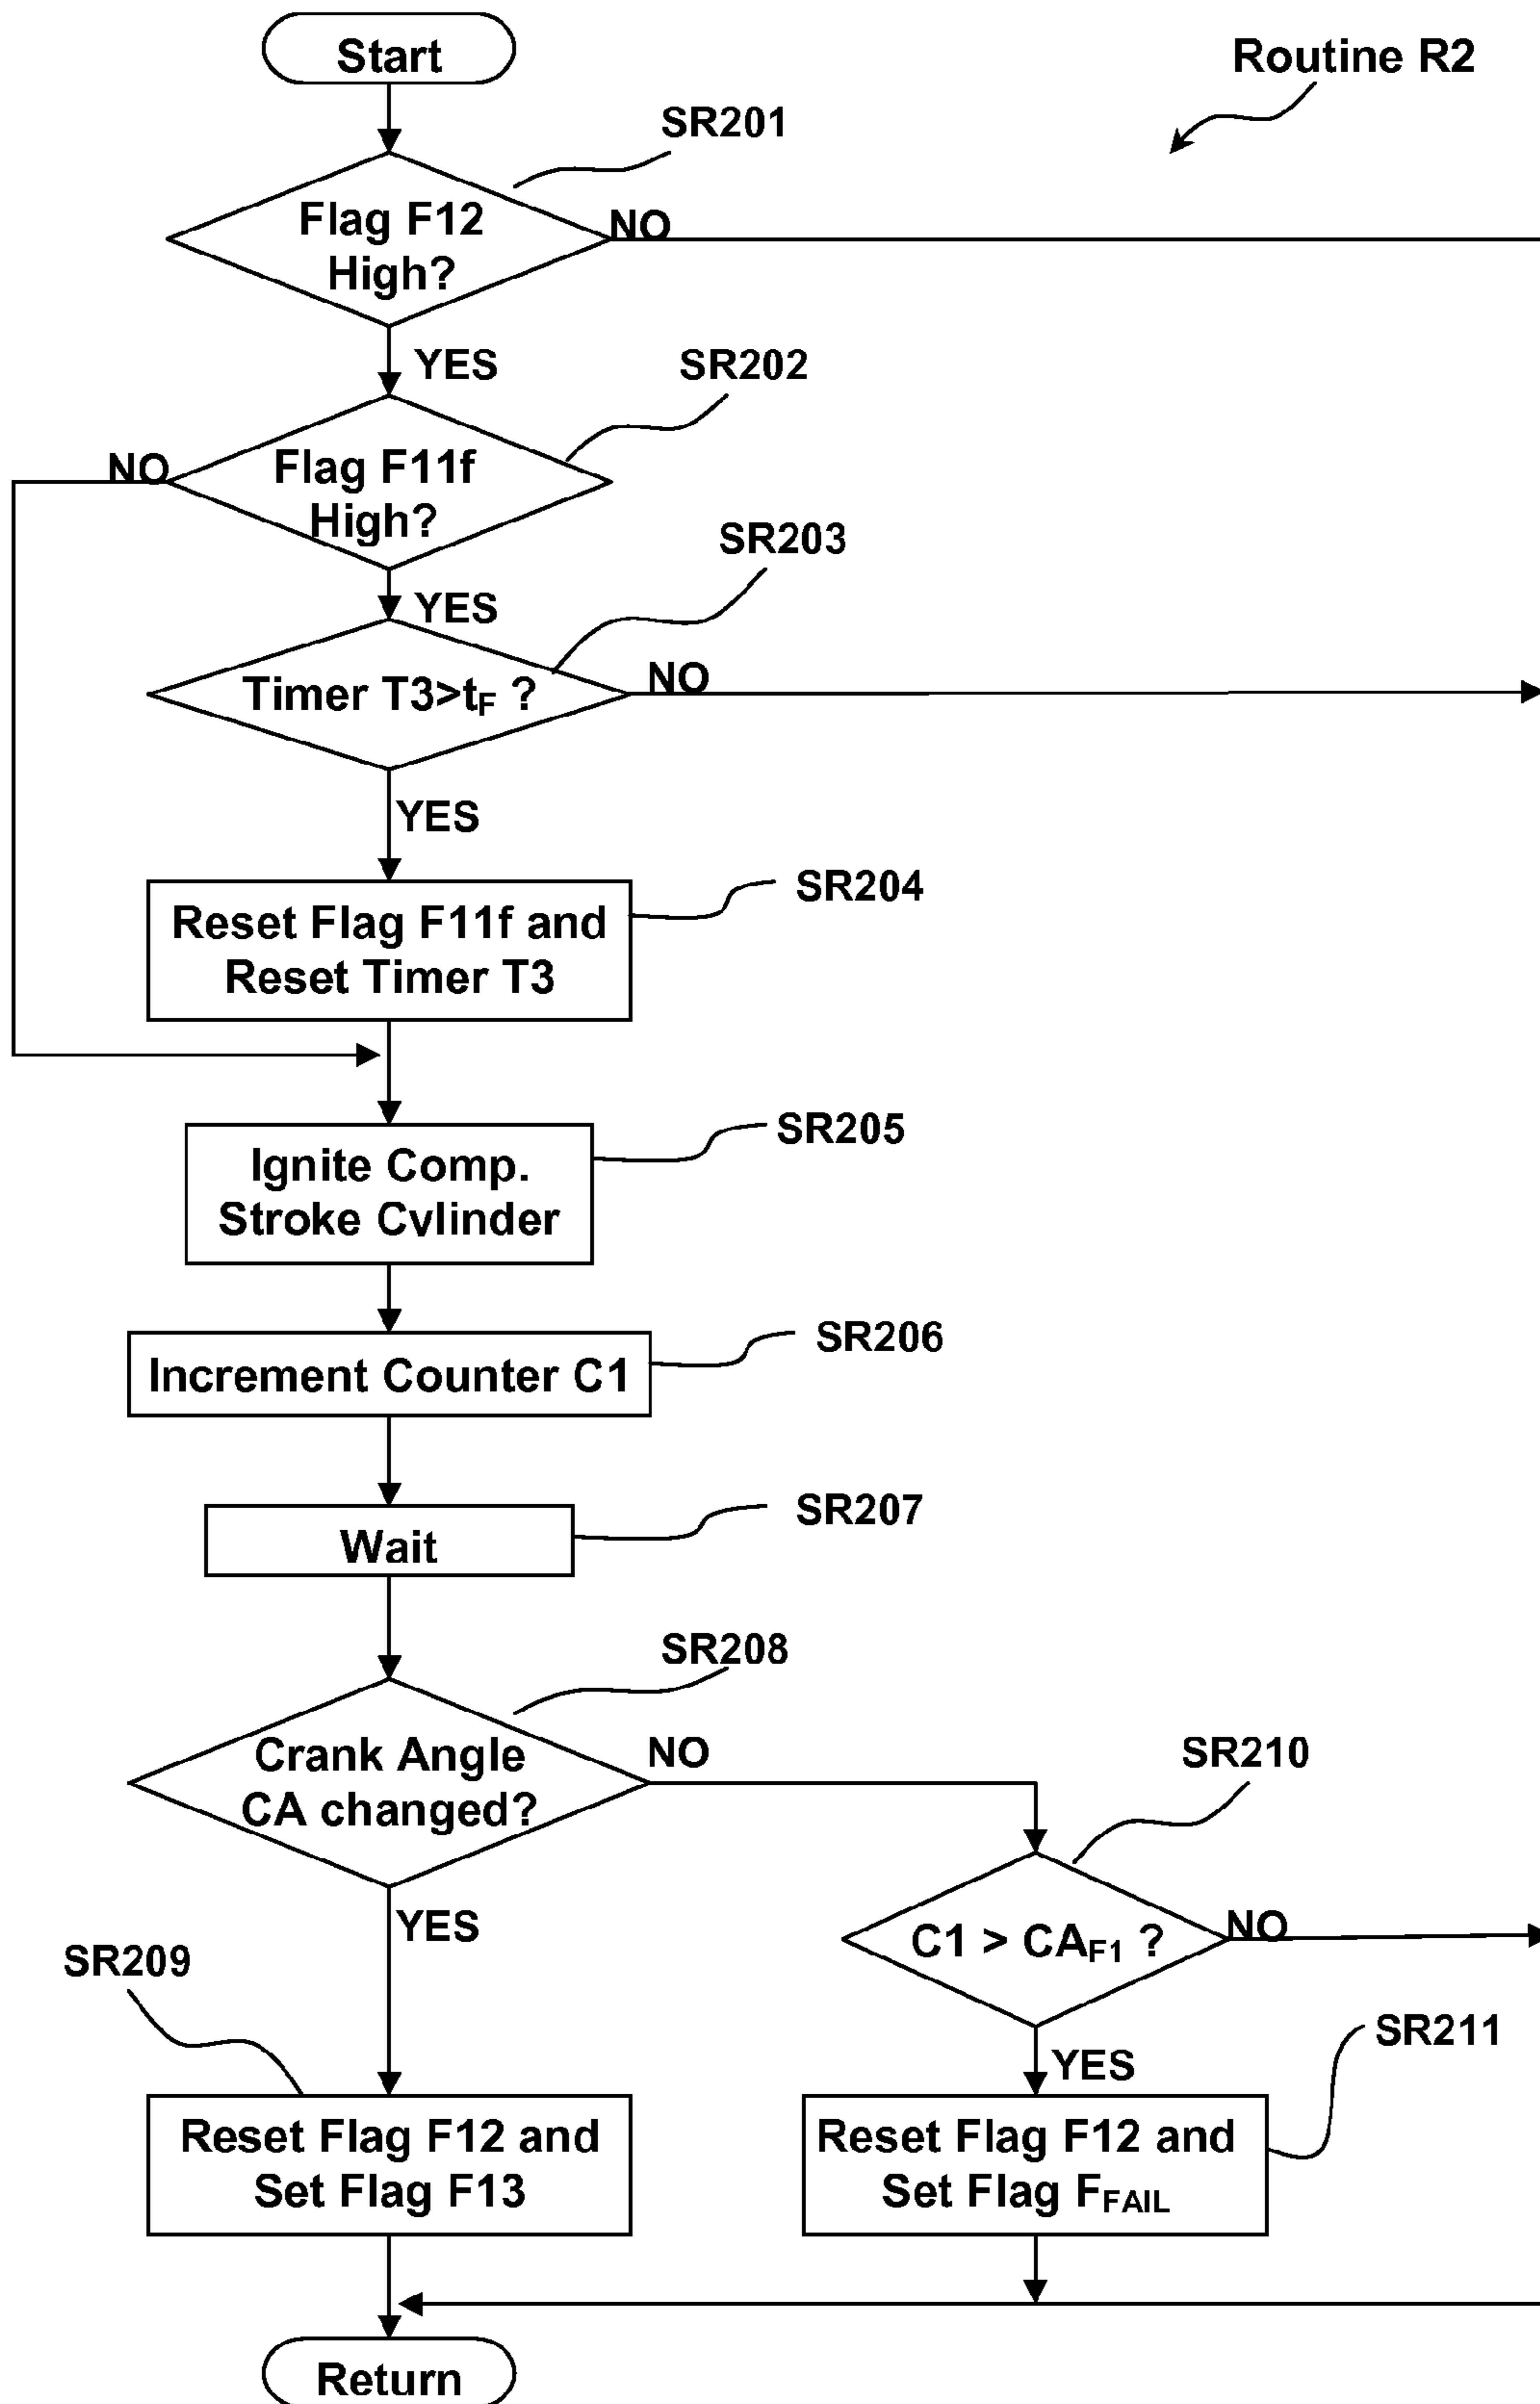 Start
Routine R2
SR201
Flag F12
High?
NO
YES
SR202
Flag F11f
High?
NO
SR203
YES
Timer T3>tF ?
NO
YES
SR204
Reset Flag F11f and
Reset Timer T3
SR205
Ignite Comp.
Stroke Cvlinder
SR206
Increment Counter C1
SR207
Wait
SR208
Crank Angle
CA changed?
NO
SR210
YES
C1 > CAF1 ?
NO
SR209
SR211
YES
Reset Flag F12 and
Set Flag F13
Reset Flag F12 and
Set Flag FFAIL
Return